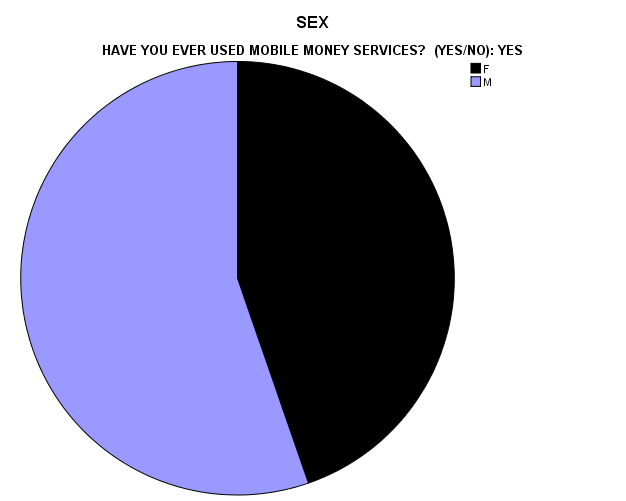 SEX
HAVE YOU EVER USED MOBILE MONEY SERVICES?  (YES/NO): YES
F
M